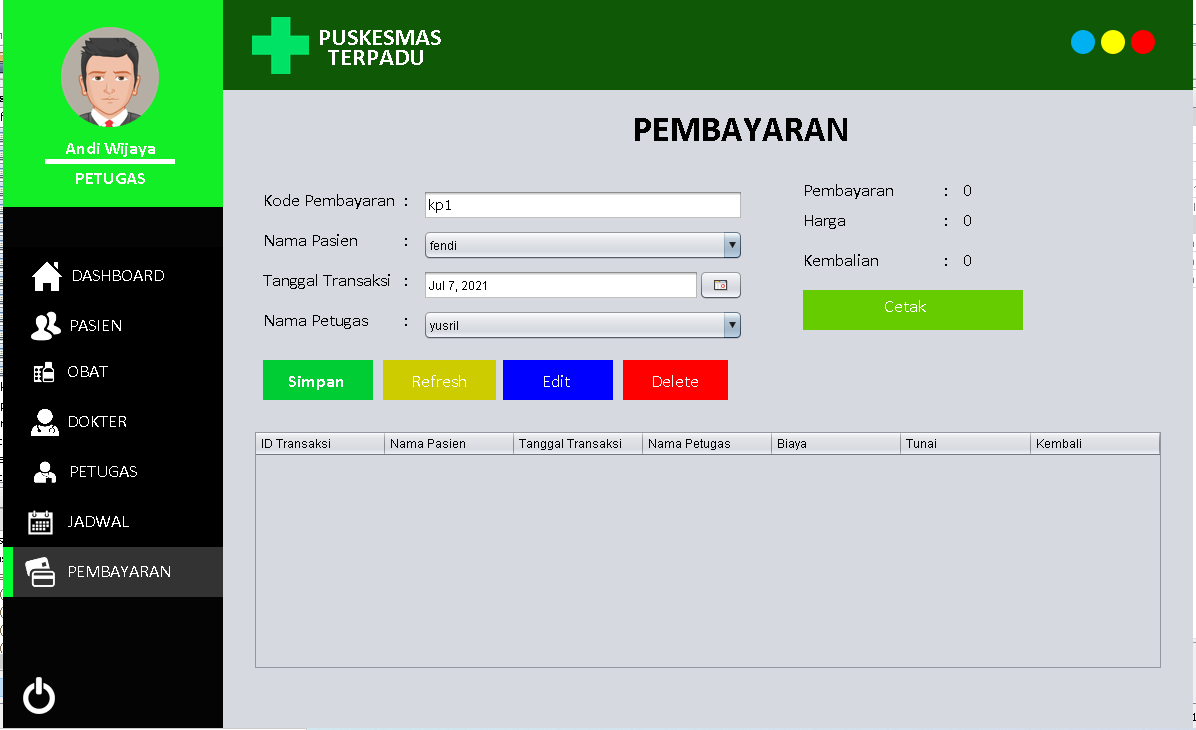 Andi Wijaya
PETUGAS
DASHBOARD
PASIEN
OBAT
DOKTER
PETUGAS
JADWAL
PEMBAYARAN
PUSKESMAS
TERPADU
PEMBAYARAN
Kode Pembayaran : kp1
Nama Pasien : fendi
Tanggal Transaksi : Jul 7, 2021
Nama Petugas : yusril
Pembayaran : 0
Harga : 0
Kembalian : 0
Cetak
Simpan Refresh Edit Delete
ID Transaksi Nama Pasien Tanggal Transaksi Nama Petugas Biaya Tunai Kembali